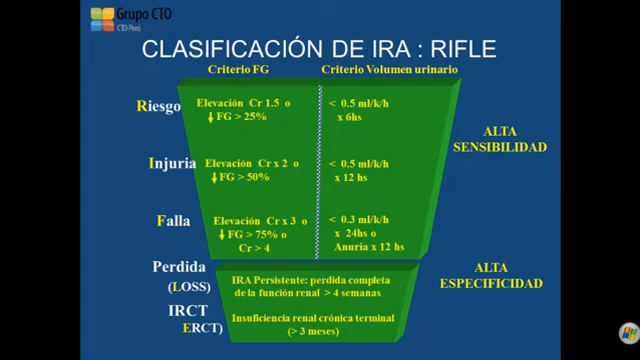 Grupo CTO
CTO Perú
CLASIFICACIÓN DE IRA : RIFLE
Criterio FG
Criterio Volumen urinario
Riesgo
Elevación Cr 1.5 o
FG > 25%
< 0.5 ml/k/h
x 6hs
ALTA
SENSIBILIDAD
Injuria
Elevación Cr x 2 o
FG > 50%
< 0.5 ml/k/h
x 12 hs
Falla
Elevación Cr x 3 o
FG > 75% o
Cr > 4
< 0.3 ml/k/h
x 24hs o
Anuria x 12 hs
Perdida
(LOSS)
IRA Persistente: perdida completa
de la función renal > 4 semanas
ALTA
ESPECIFICIDAD
IRCT
ERCT)
Insuficiencia renal crónica terminal
(> 3 meses)